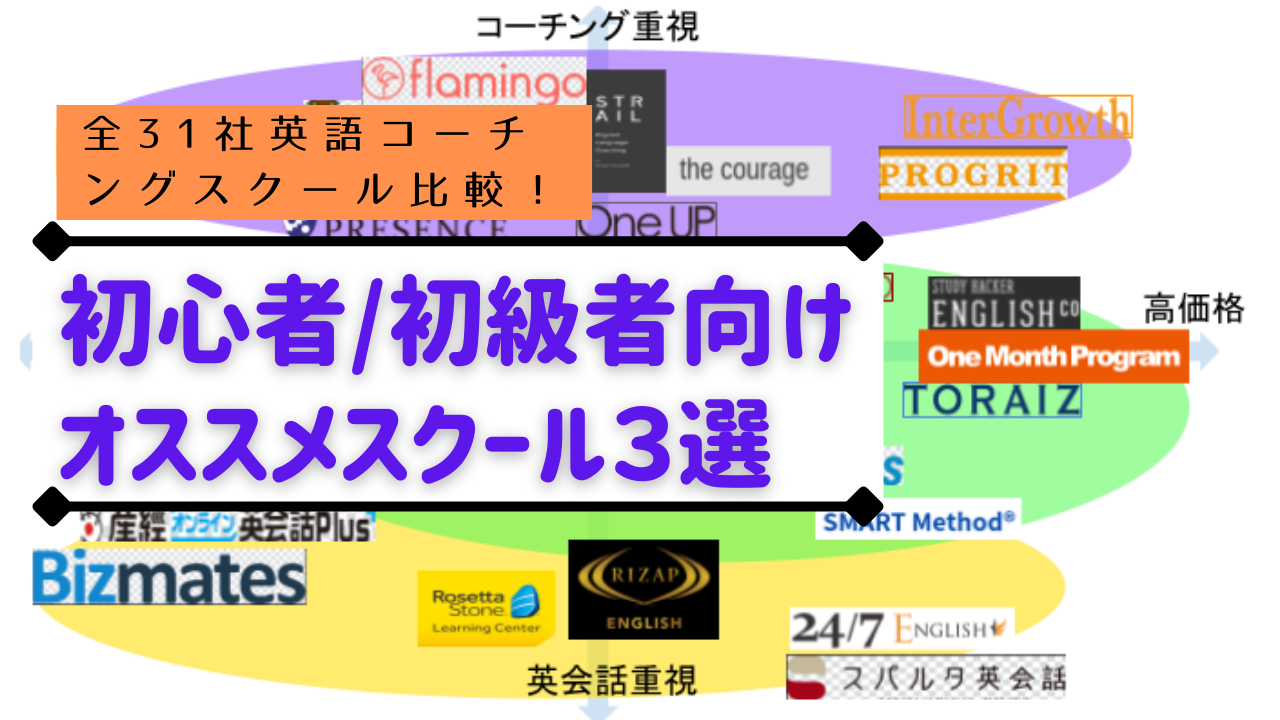 コーチング重視
flamingo
STR
AIL
English
Language
Coaching
InterGrowth
全31社英語コーチ
ングスクール比較！
the courage
PROGRIT
PRESENCE
One UP
初心者/初級者向け
オススメスクール3選
STUDY HACKER
ENGLISH CO
高価格
One Month Program
TORAIZ
SMART Method®
産経オンライン英会話Plus
Bizmates
Rosetta
Stone
Learning Center
RIZAP
ENGLISH
24/7 ENGLISH
スパルタ英会話
英会話重視